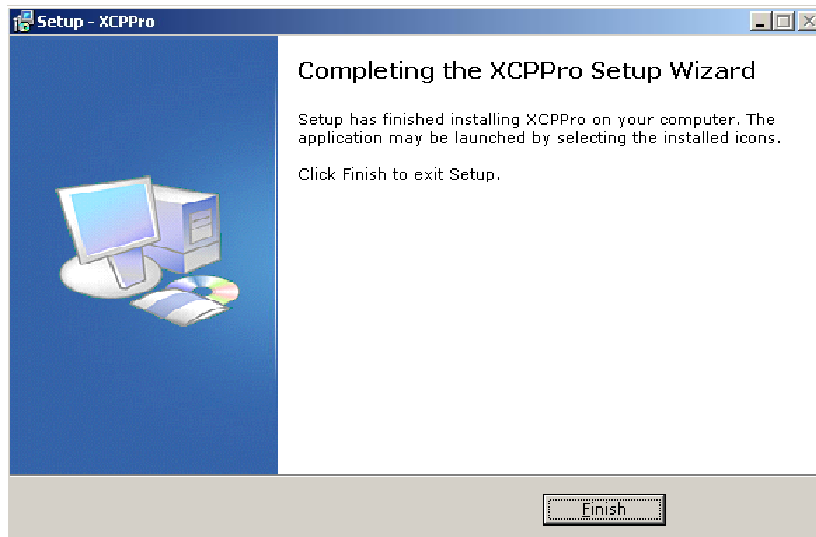 Setup - XCPPro
Completing the XCPPro Setup Wizard
Setup has finished installing XCPPro on your computer. The
application may be launched by selecting the installed icons.
Click Finish to exit Setup.
Finish